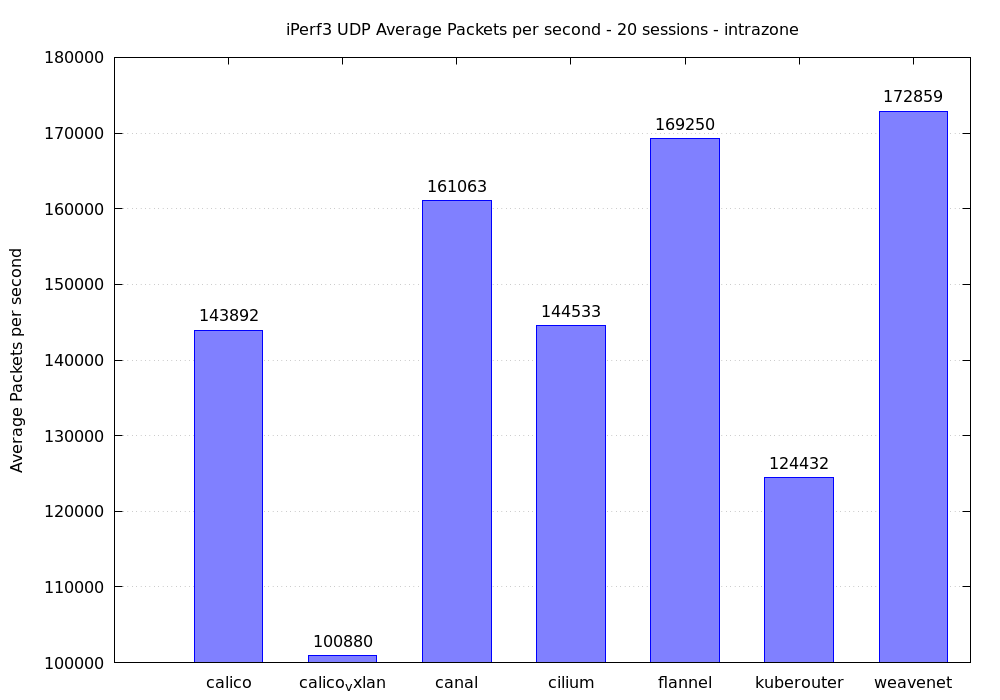 iPerf3 UDP Average Packets per second - 20 sessions - intrazone
Average Packets per second
180000
170000
160000
150000
140000
130000
120000
110000
100000
143892
100880
161063
144533
169250
124432
172859
calico
calicovxlan
canal
cilium
flannel
kuberouter
weavenet